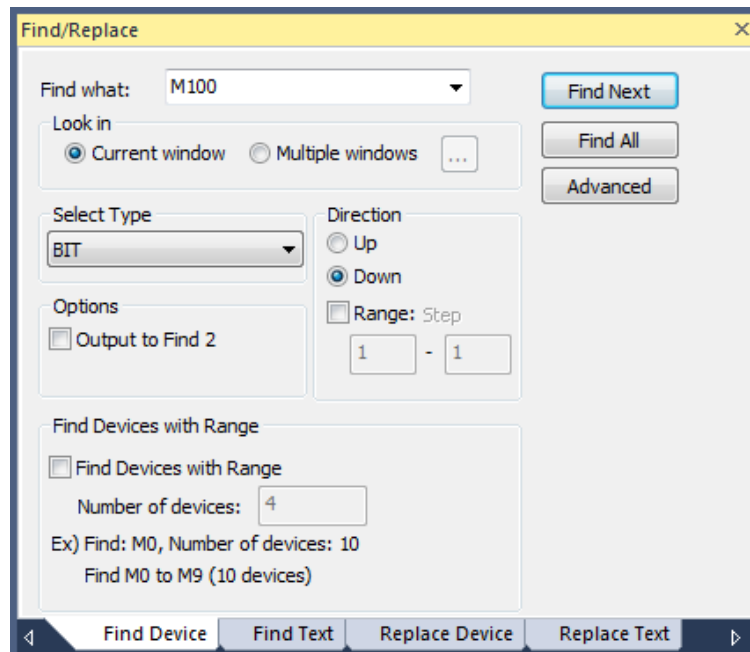 Find/Replace
Find what: M100
Find Next
Look in
Current window Multiple windows ...
Find All
Advanced
Select Type
BIT
Direction
Up
Down
Options
Output to Find 2
Range: Step
1 - 1
Find Devices with Range
Find Devices with Range
Number of devices: 4
Ex) Find: M0, Number of devices: 10
Find M0 to M9 (10 devices)
Find Device Find Text Replace Device Replace Text